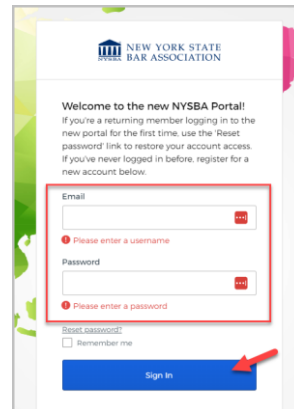 NEW YORK STATE
NYSBA BAR ASSOCIATION
Welcome to the new NYSBA Portal!
If you're a returning member logging in to the
new portal for the first time, use the 'Reset
password' link to restore your account access.
If you've never logged in before, register for a
new account below.
Email
Please enter a username
Password
Please enter a password
Reset password?
Remember me
Sign In